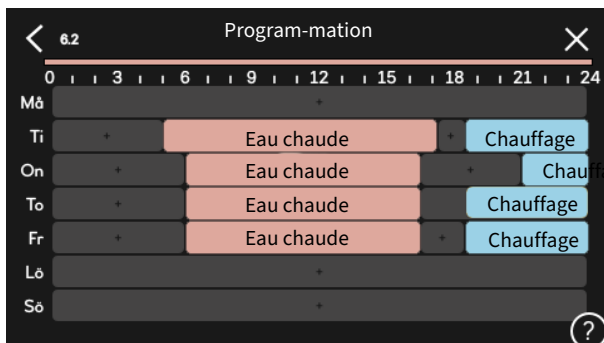 6.2 Program-mation
0 3 6 9 12 15 18 21 24
Må
Ti Eau chaude Chauffage
On Eau chaude Chauffa
To Eau chaude Chauffage
Fr Eau chaude Chauffage
Lö
Sö
?